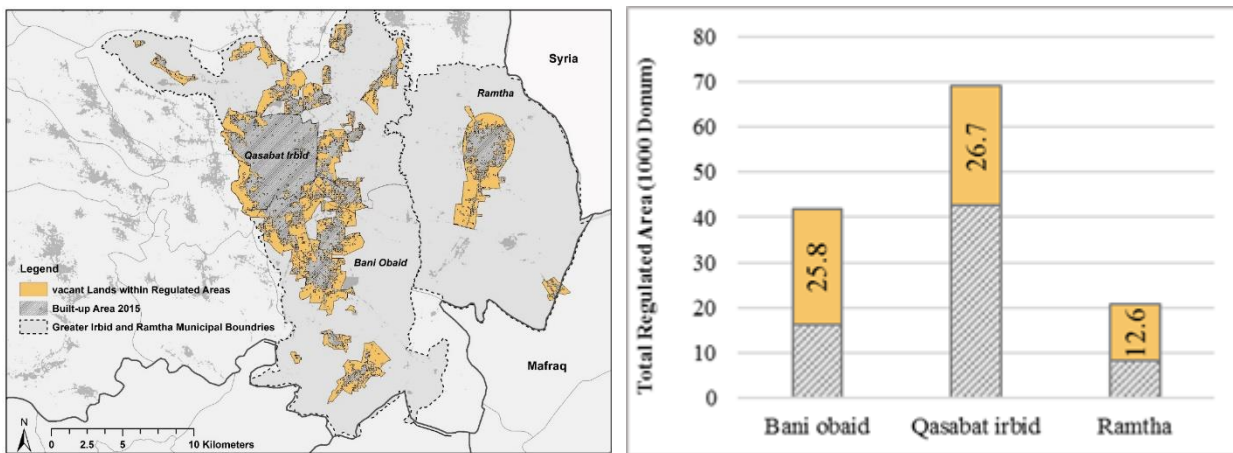 Syria
Ramtha
Qasabat Irbid
Bani Obaid
Legend
vacant Lands within Regulated Areas
Built-up Area 2015
Greater Irbid and Ramtha Municipal Boundries
Mafraq
N
0 2.5 5 10 Kilometers
Total Regulated Area (1000 Donum)
80
70
60
50
40
30
20
10
0
25.8
26.7
12.6
Bani obaid Qasabat irbid Ramtha